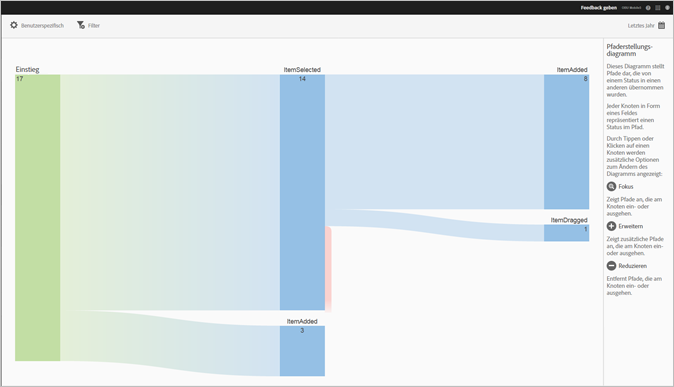 Feedback geben
Benutzerspezifisch
Filter
Letztes Jahr
Einstieg
17
ItemSelected
14
ItemAdded
3
ItemAdded
ItemDragged
1
Pfaderstellungs-
diagramm
Dieses Diagramm stellt
Pfade dar, die von
einem Status in einen
anderen übernommen
wurden.
Jeder Knoten in Form
eines Feldes
repräsentiert einen
Status im Pfad.
Durch Tippen oder
Klicken auf einen
Knoten werden
zusätzliche Optionen
zum Ändern des
Diagramms angezeigt:
Fokus
Zeigt Pfade an, die am
Knoten ein- oder
ausgehen.
Erweitern
Zeigt zusätzliche Pfade
an, die am Knoten ein-
oder ausgehen.
Reduzieren
Entfernt Pfade, die am
Knoten ein- oder
ausgehen.